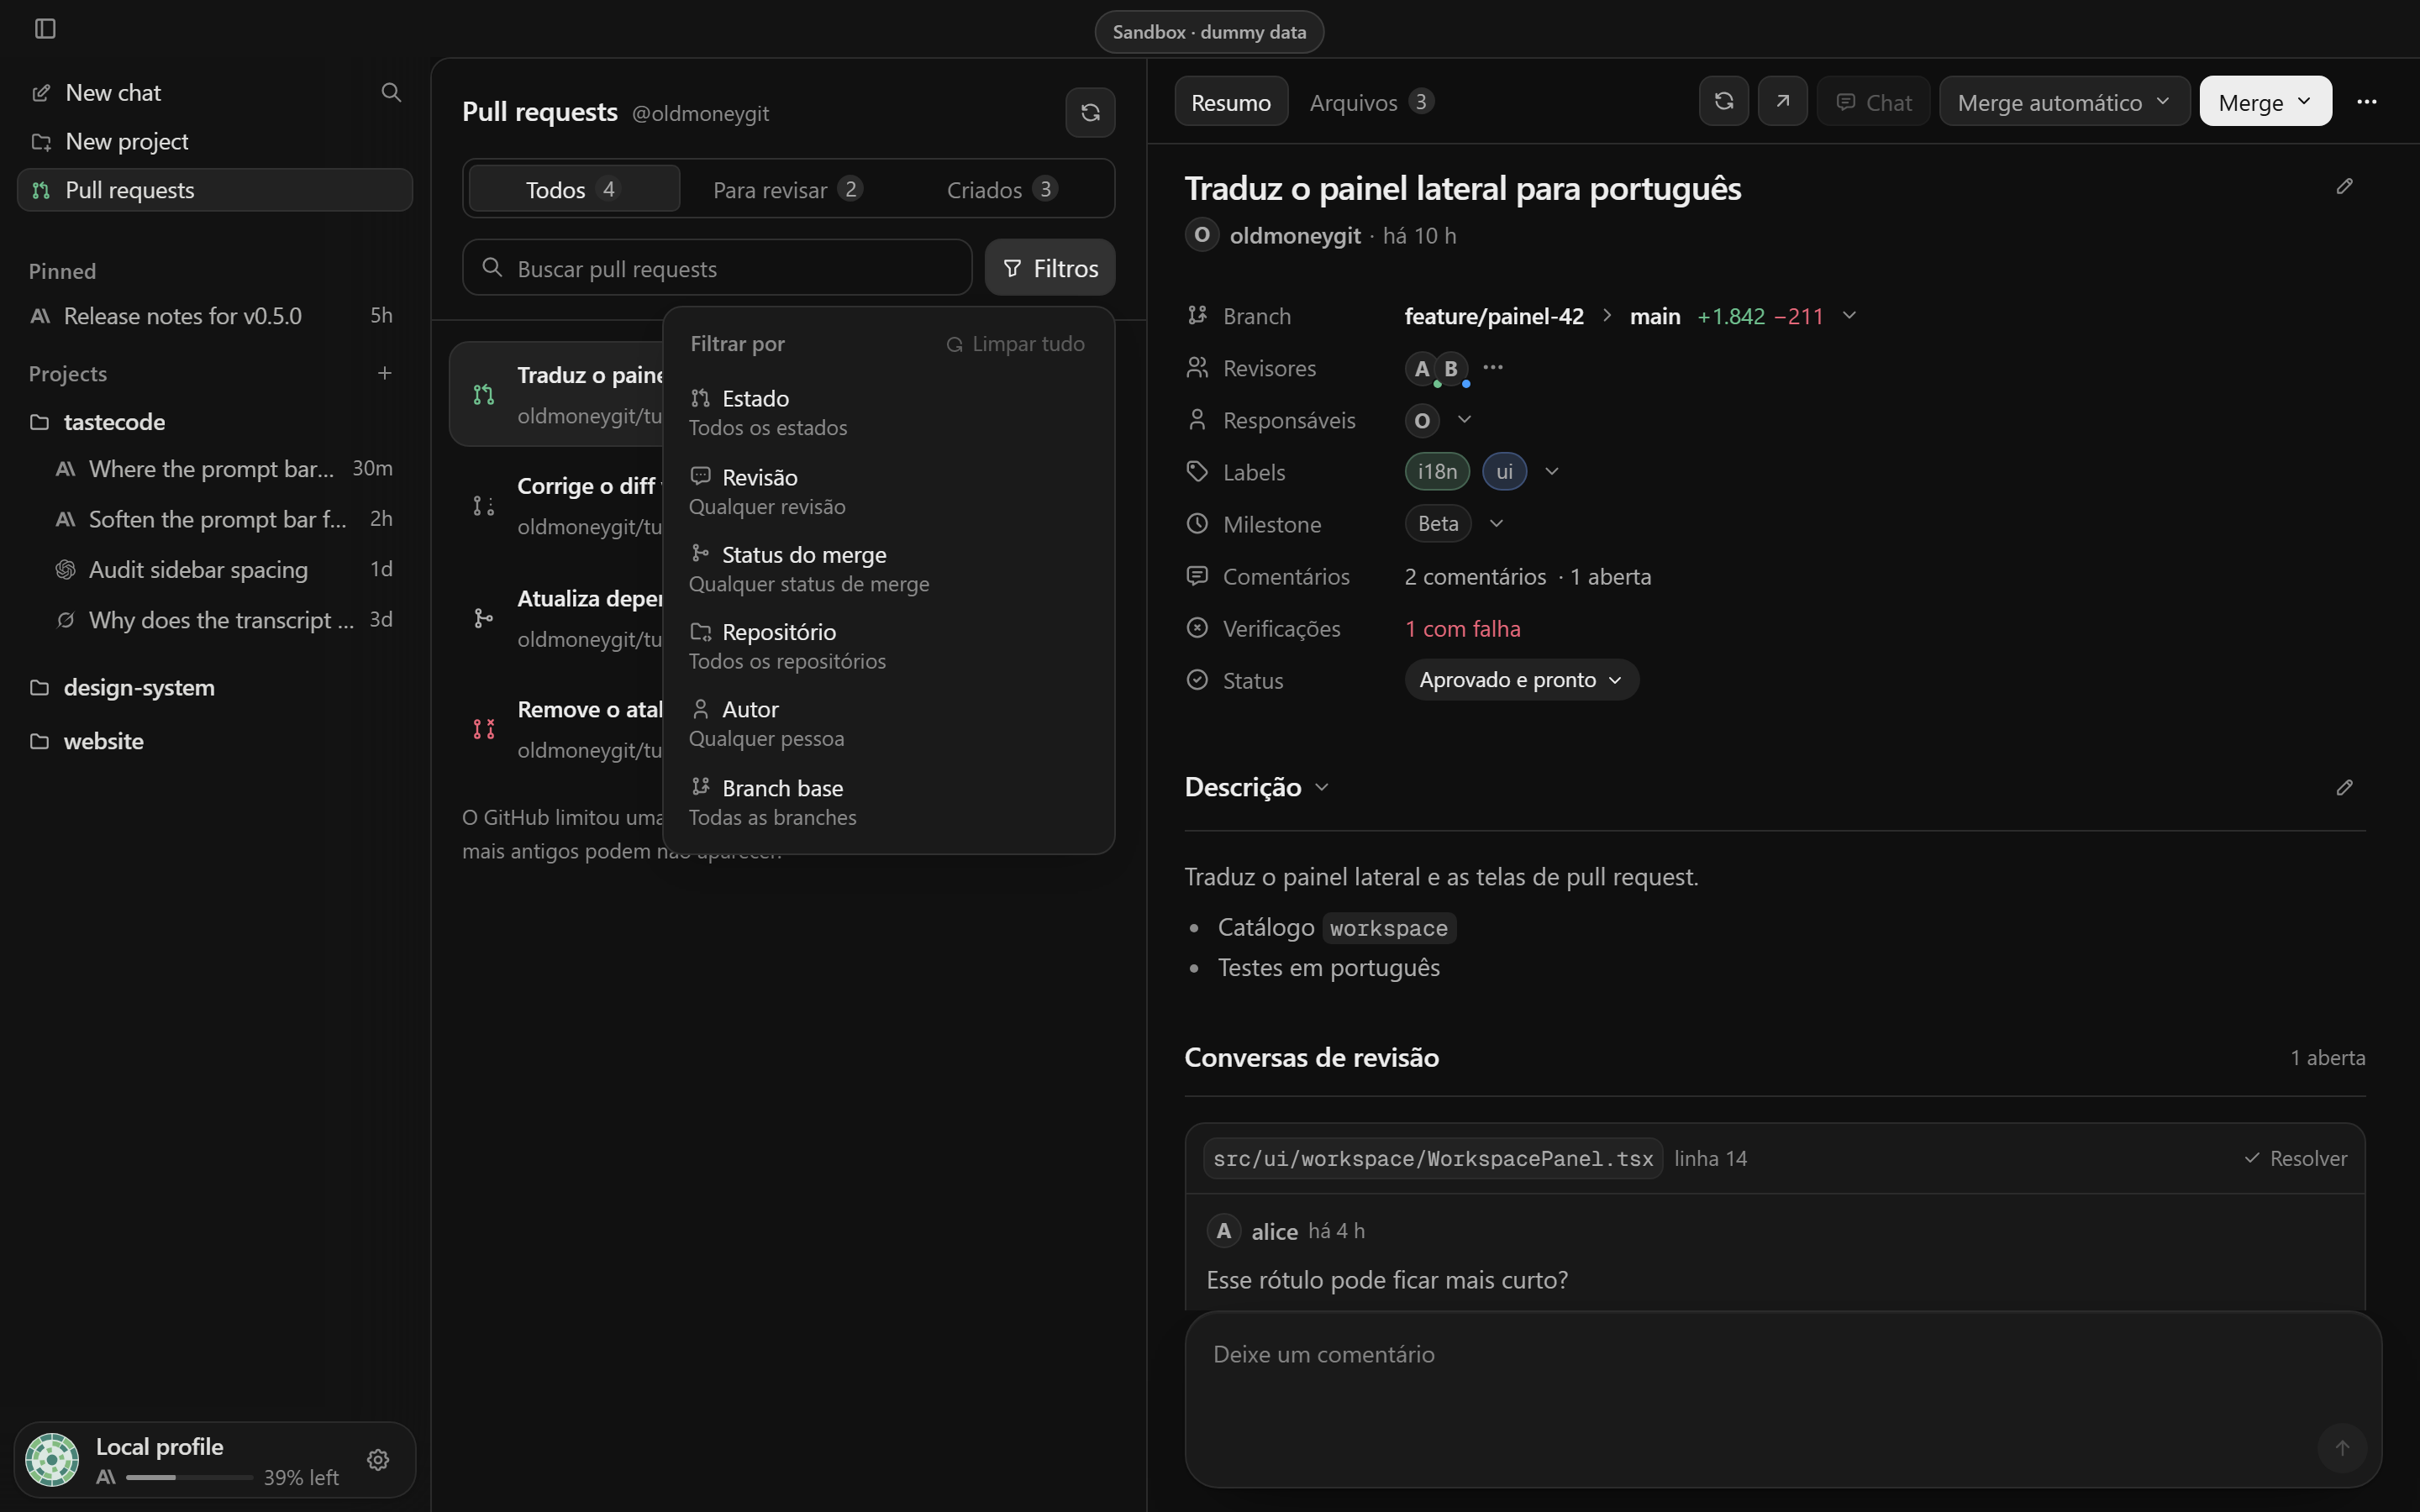 Sandbox · dummy data
New chat
New project
Pull requests
Pinned
Release notes for v0.5.0 5h
Projects
tastecode
Where the prompt bar... 30m
Soften the prompt bar f... 2h
Audit sidebar spacing 1d
Why does the transcript ... 3d
design-system
website
Local profile
39% left
Pull requests @oldmoneygit
Todos 4 Para revisar 2 Criados 3
Buscar pull requests Filtros
Traduz o paine
oldmoneygit/tu
Corrige o diff
oldmoneygit/tu
Atualiza deper
oldmoneygit/tu
Remove o atal
oldmoneygit/tu
O GitHub limitou uma
mais antigos podem não aparecer.
Filtrar por Limpar tudo
Estado
Todos os estados
Revisão
Qualquer revisão
Status do merge
Qualquer status de merge
Repositório
Todos os repositórios
Autor
Qualquer pessoa
Branch base
Todas as branches
Resumo Arquivos 3 Chat Merge automático Merge
Traduz o painel lateral para português
O oldmoneygit · há 10 h
Branch feature/painel-42 > main +1.842 −211
Revisores A B
Responsáveis O
Labels i18n ui
Milestone Beta
Comentários 2 comentários · 1 aberta
Verificações 1 com falha
Status Aprovado e pronto
Descrição
Traduz o painel lateral e as telas de pull request.
• Catálogo workspace
• Testes em português
Conversas de revisão 1 aberta
src/ui/workspace/WorkspacePanel.tsx linha 14 Resolver
A alice há 4 h
Esse rótulo pode ficar mais curto?
Deixe um comentário